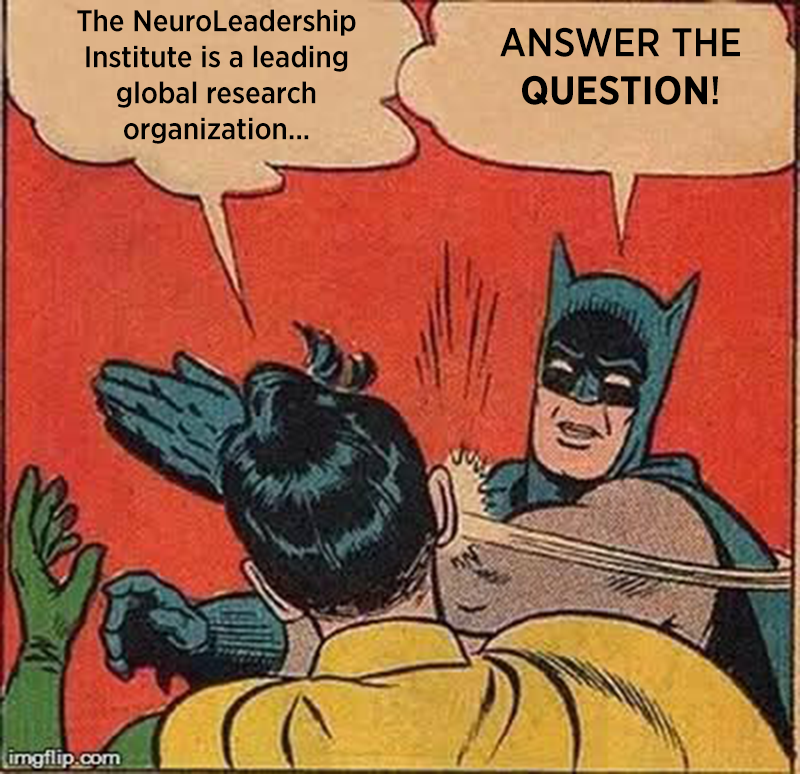 The NeuroLeadership
Institute is a leading
global research
organization...
ANSWER THE
QUESTION!
imgflip.com